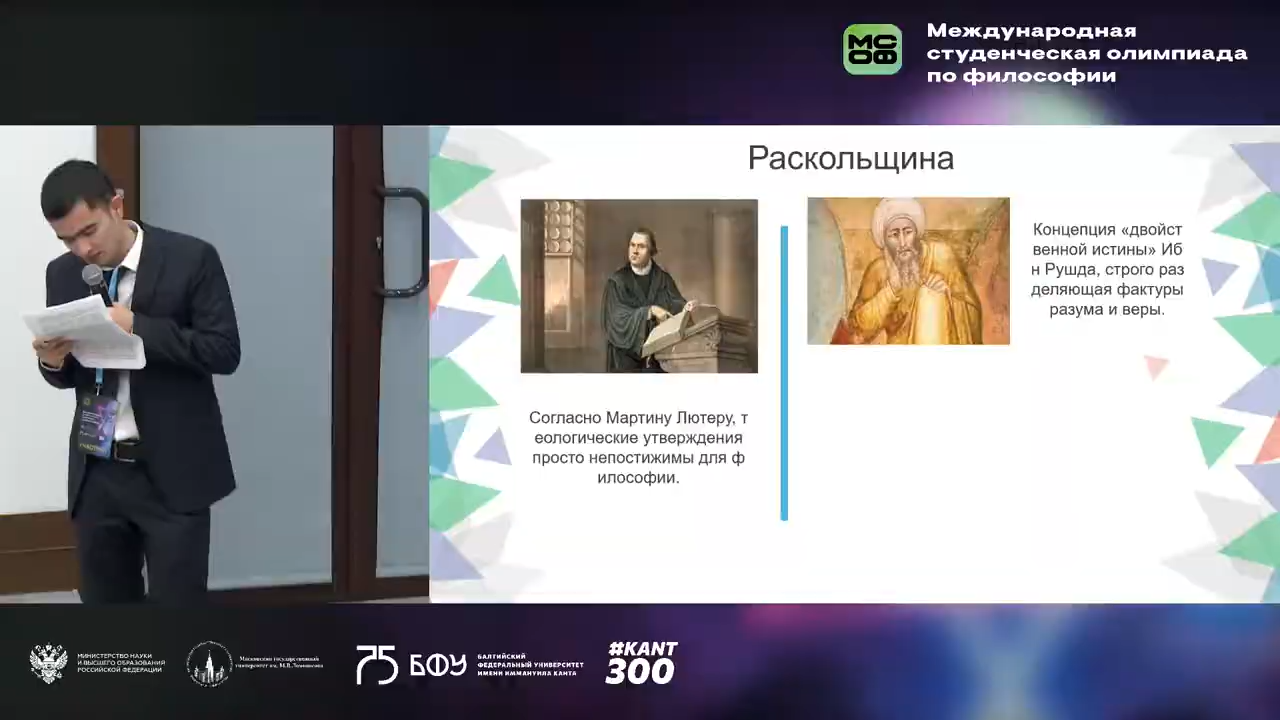 МС
ОФ
Международная
студенческая олимпиада
по философии
Раскольщина
Концепция «двойст
венной истины» Иб
н Рушда, строго раз
деляющая фактуры
разума и веры.
Согласно Мартину Лютеру, т
еологические утверждения
просто непостижимы для ф
илософии.
МИНИСТЕРСТВО НАУКИ
И ВЫСШЕГО ОБРАЗОВАНИЯ
РОССИЙСКОЙ ФЕДЕРАЦИИ
Московский государственный
университет им. М.В. Ломоносова
75 БФУ
БАЛТИЙСКИЙ
ФЕДЕРАЛЬНЫЙ УНИВЕРСИТЕТ
ИМЕНИ ИММАНУИЛА КАНТА
#KANT
300